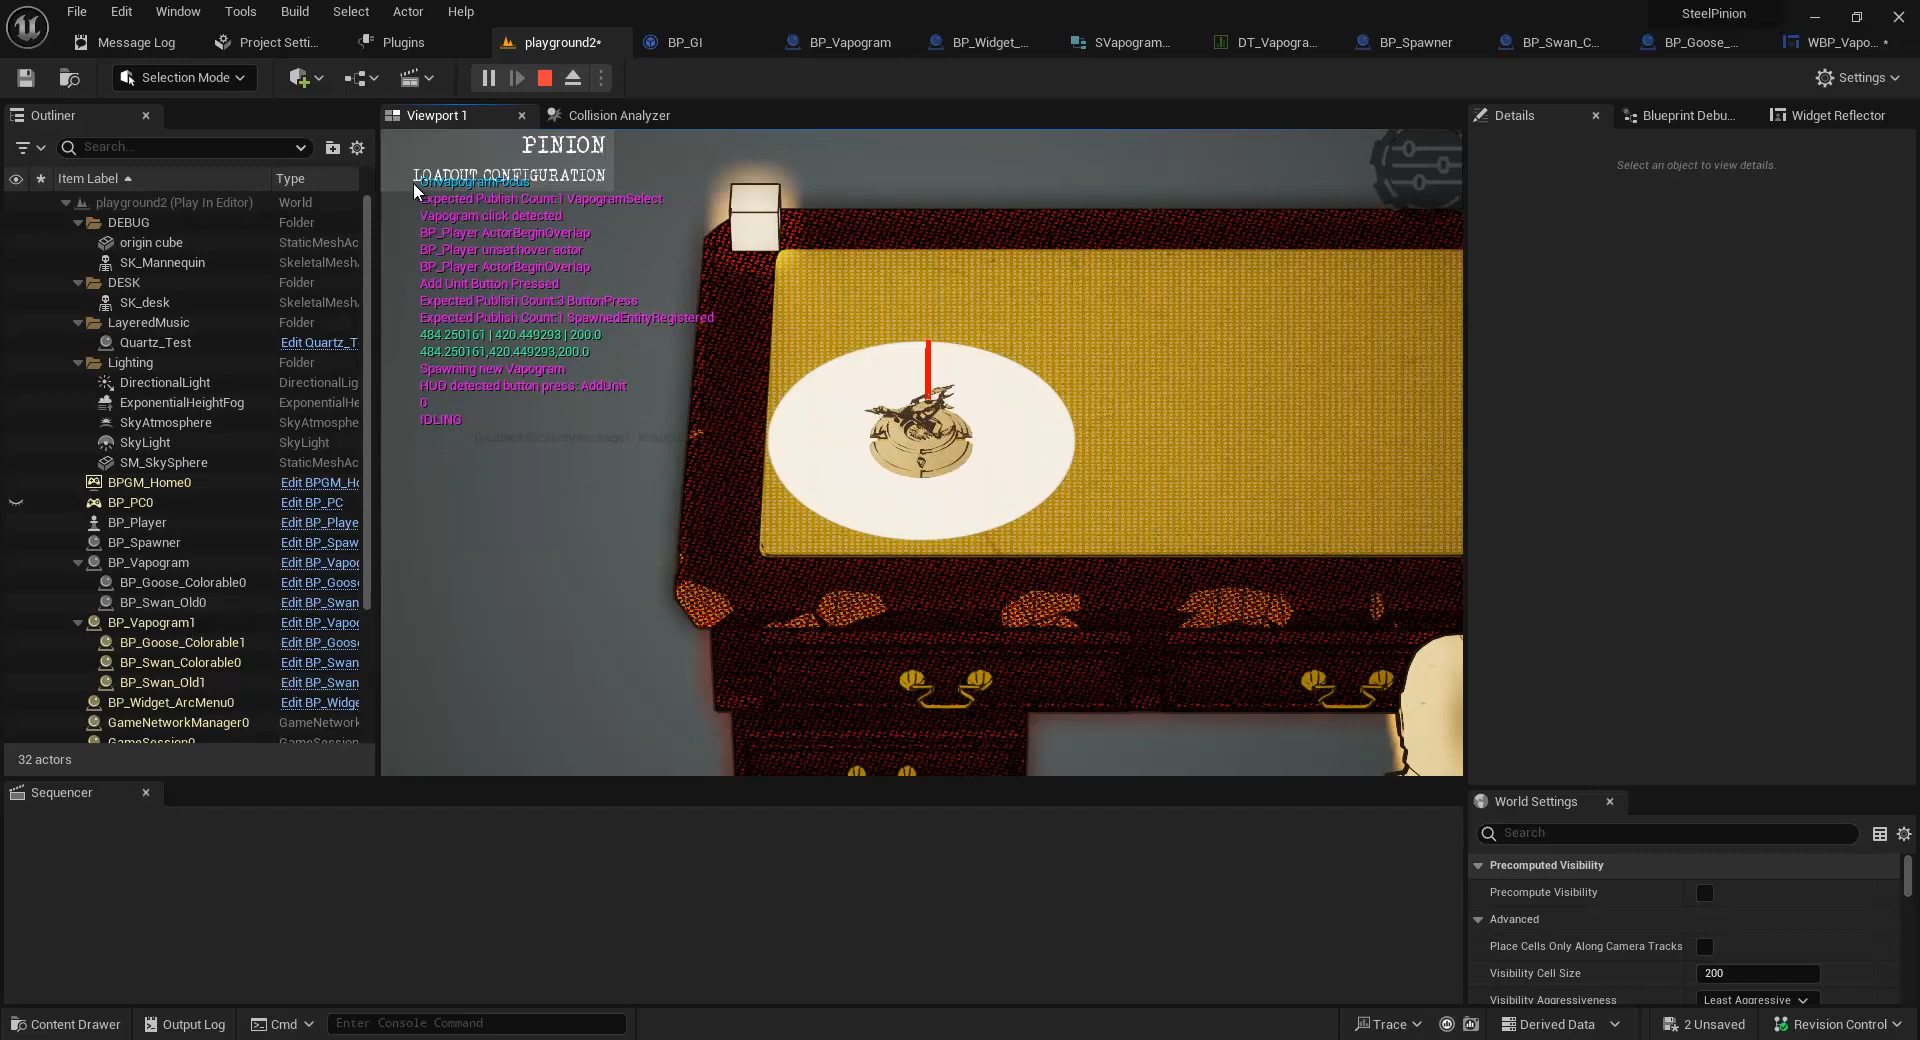 File Edit Window Tools Build Select Actor Help
SteelPinion
Message Log
Project Setti...
Plugins
playground2*
BP_GI
BP_Vapogram
BP_Widget_...
SVapogram...
DT_Vapogra...
BP_Spawner
BP_Swan_C...
BP_Goose_...
WBP_Vapo... *
Selection Mode
Settings
Outliner
Search...
Item Label
Type
playground2 (Play In Editor) World
DEBUG Folder
origin cube StaticMeshAc
SK_Mannequin SkeletalMesh
DESK Folder
SK_desk SkeletalMesh
LayeredMusic Folder
Quartz_Test Edit Quartz_T
Lighting Folder
DirectionalLight DirectionalLig
ExponentialHeightFog ExponentialHe
SkyAtmosphere SkyAtmosphe
SkyLight SkyLight
SM_SkySphere StaticMeshAc
BPGM_Home0 Edit BPGM_Ho
BP_PC0 Edit BP_PC
BP_Player Edit BP_Playe
BP_Spawner Edit BP_Spaw
BP_Vapogram Edit BP_Vapo
BP_Goose_Colorable0 Edit BP_Goos
BP_Swan_Old0 Edit BP_Swan
BP_Vapogram1 Edit BP_Vapo
BP_Goose_Colorable1 Edit BP_Goos
BP_Swan_Colorable0 Edit BP_Swan
BP_Swan_Old1 Edit BP_Swan
BP_Widget_ArcMenu0 Edit BP_Widge
GameNetworkManager0 GameNetwork
GameSession0 GameSession
32 actors
Viewport 1
Collision Analyzer
PINION
LOADOUT CONFIGURATION
OnVapogramFocus
Expected Publish Count:1 VapogramSelect
Vapogram click detected
BP_Player ActorBeginOverlap
BP_Player unset hover actor
BP_Player ActorBeginOverlap
Add Unit Button Pressed
Expected Publish Count:3 ButtonPress
Expected Publish Count:1 SpawnedEntityRegistered
484.250161 | 420.449293 | 200.0
484.250161,420.449293,200.0
Spawning new Vapogram
HUD detected button press: AddUnit
0
IDLING
Details
Blueprint Debu...
Widget Reflector
Select an object to view details.
Sequencer
World Settings
Search
Precomputed Visibility
Precompute Visibility
Advanced
Place Cells Only Along Camera Tracks
Visibility Cell Size 200
Visibility Aggressiveness Least Aggressive
Content Drawer
Output Log
Cmd
Enter Console Command
Trace
Derived Data
2 Unsaved
Revision Control